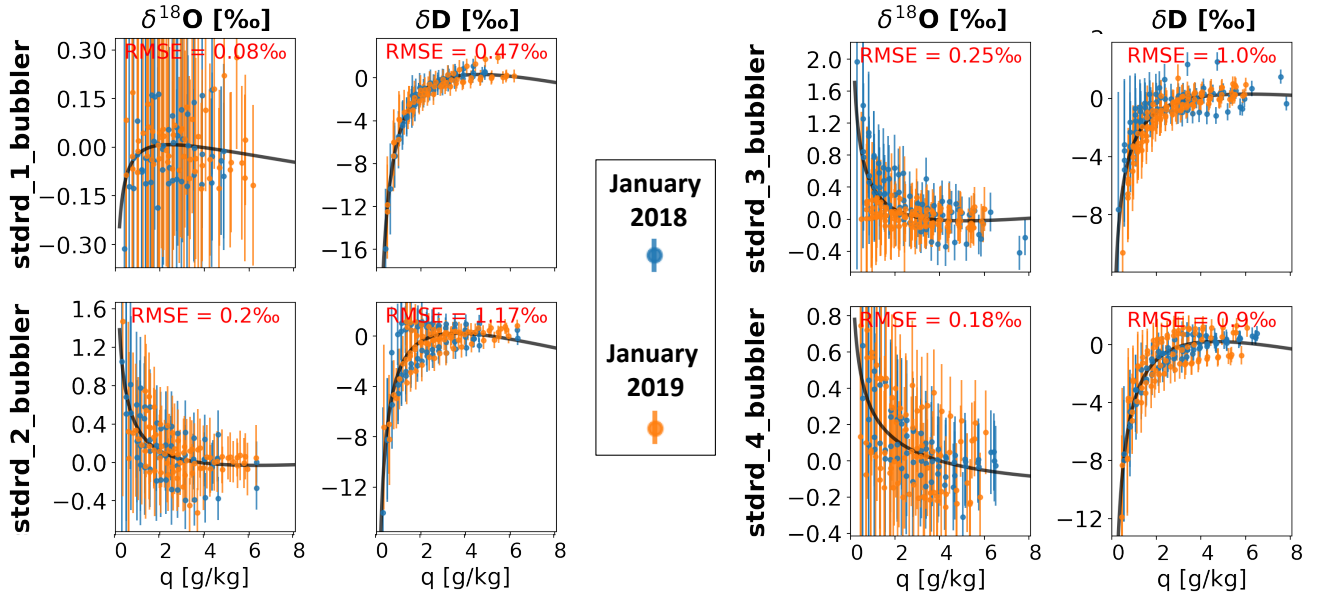 δ¹⁸O [‰]
δD [‰]
δ¹⁸O [‰]
δD [‰]
stdrd_1_bubbler
RMSE = 0.08‰
0.30
0.15
0.00
−0.15
−0.30
RMSE = 0.47‰
0
−4
−8
−12
−16
stdrd_3_bubbler
RMSE = 0.25‰
2.0
1.6
1.2
0.8
0.4
0.0
−0.4
RMSE = 1.0‰
0
−4
−8
January
2018
January
2019
stdrd_2_bubbler
RMSE = 0.2‰
1.6
1.2
0.8
0.4
0.0
−0.4
0 2 4 6 8
q [g/kg]
RMSE = 1.17‰
0
−4
−8
−12
0 2 4 6 8
q [g/kg]
stdrd_4_bubbler
RMSE = 0.18‰
0.8
0.6
0.4
0.2
0.0
−0.2
−0.4
0 2 4 6 8
q [g/kg]
RMSE = 0.9‰
0
−4
−8
−12
0 2 4 6 8
q [g/kg]